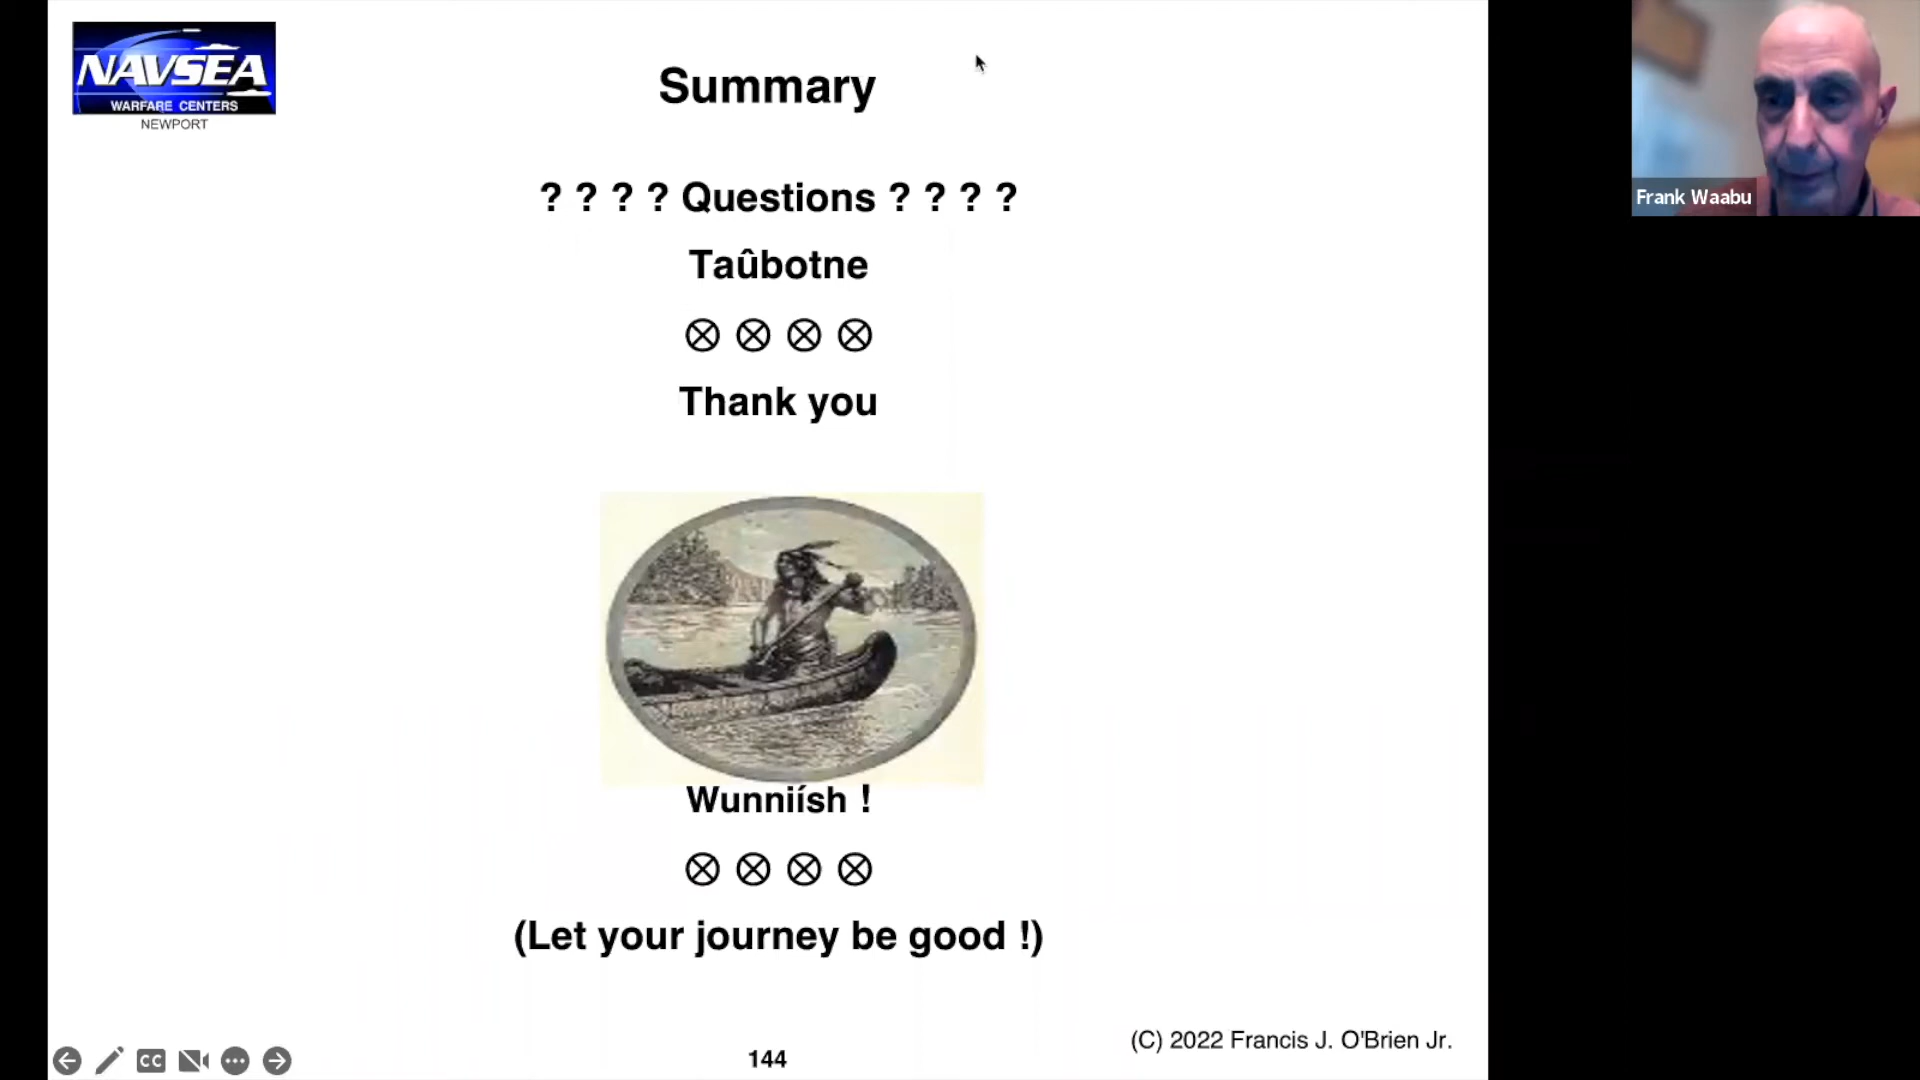 NAVSEA
WARFARE CENTERS
NEWPORT
Summary
? ? ? ? Questions ? ? ? ?
Taûbotne
⊗ ⊗ ⊗ ⊗
Thank you
Wunniísh !
⊗ ⊗ ⊗ ⊗
(Let your journey be good !)
(C) 2022 Francis J. O'Brien Jr.
144
CC
Frank Waabu